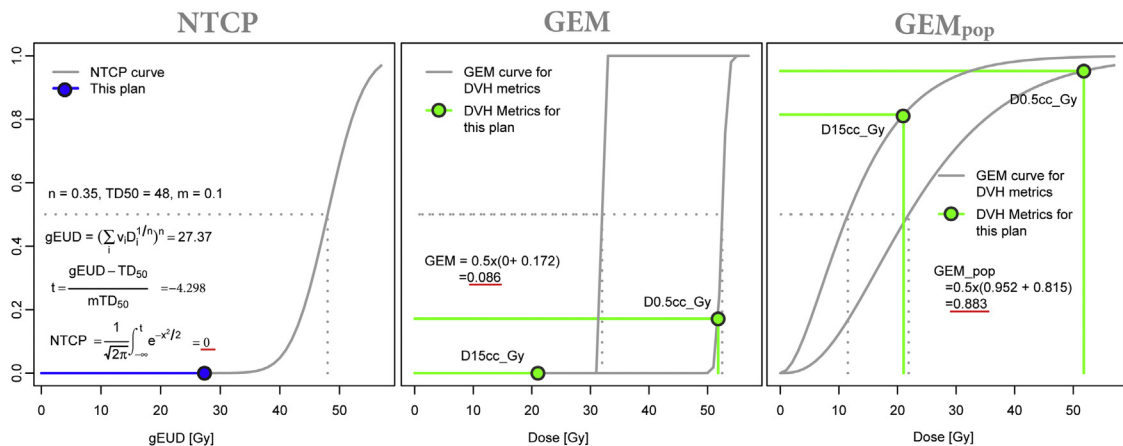 NTCP
GEM
GEMpop
NTCP curve
This plan
n = 0.35, TD50 = 48, m = 0.1
gEUD = (∑ᵢ vᵢDᵢ^1/n)^n = 27.37
t = (gEUD − TD₅₀) / (mTD₅₀) = −4.298
NTCP = 1/√2π ∫_−∞^t e^−x²/2 = 0
0.0
0.2
0.4
0.6
0.8
1.0
0 10 20 30 40 50
gEUD [Gy]
GEM curve for
DVH metrics
DVH Metrics for
this plan
GEM = 0.5x(0+ 0.172)
=0.086
D0.5cc_Gy
D15cc_Gy
0 10 20 30 40 50
Dose [Gy]
D0.5cc_Gy
D15cc_Gy
GEM curve for
DVH metrics
DVH Metrics for
this plan
GEM_pop
=0.5x(0.952 + 0.815)
=0.883
0 10 20 30 40 50
Dose [Gy]